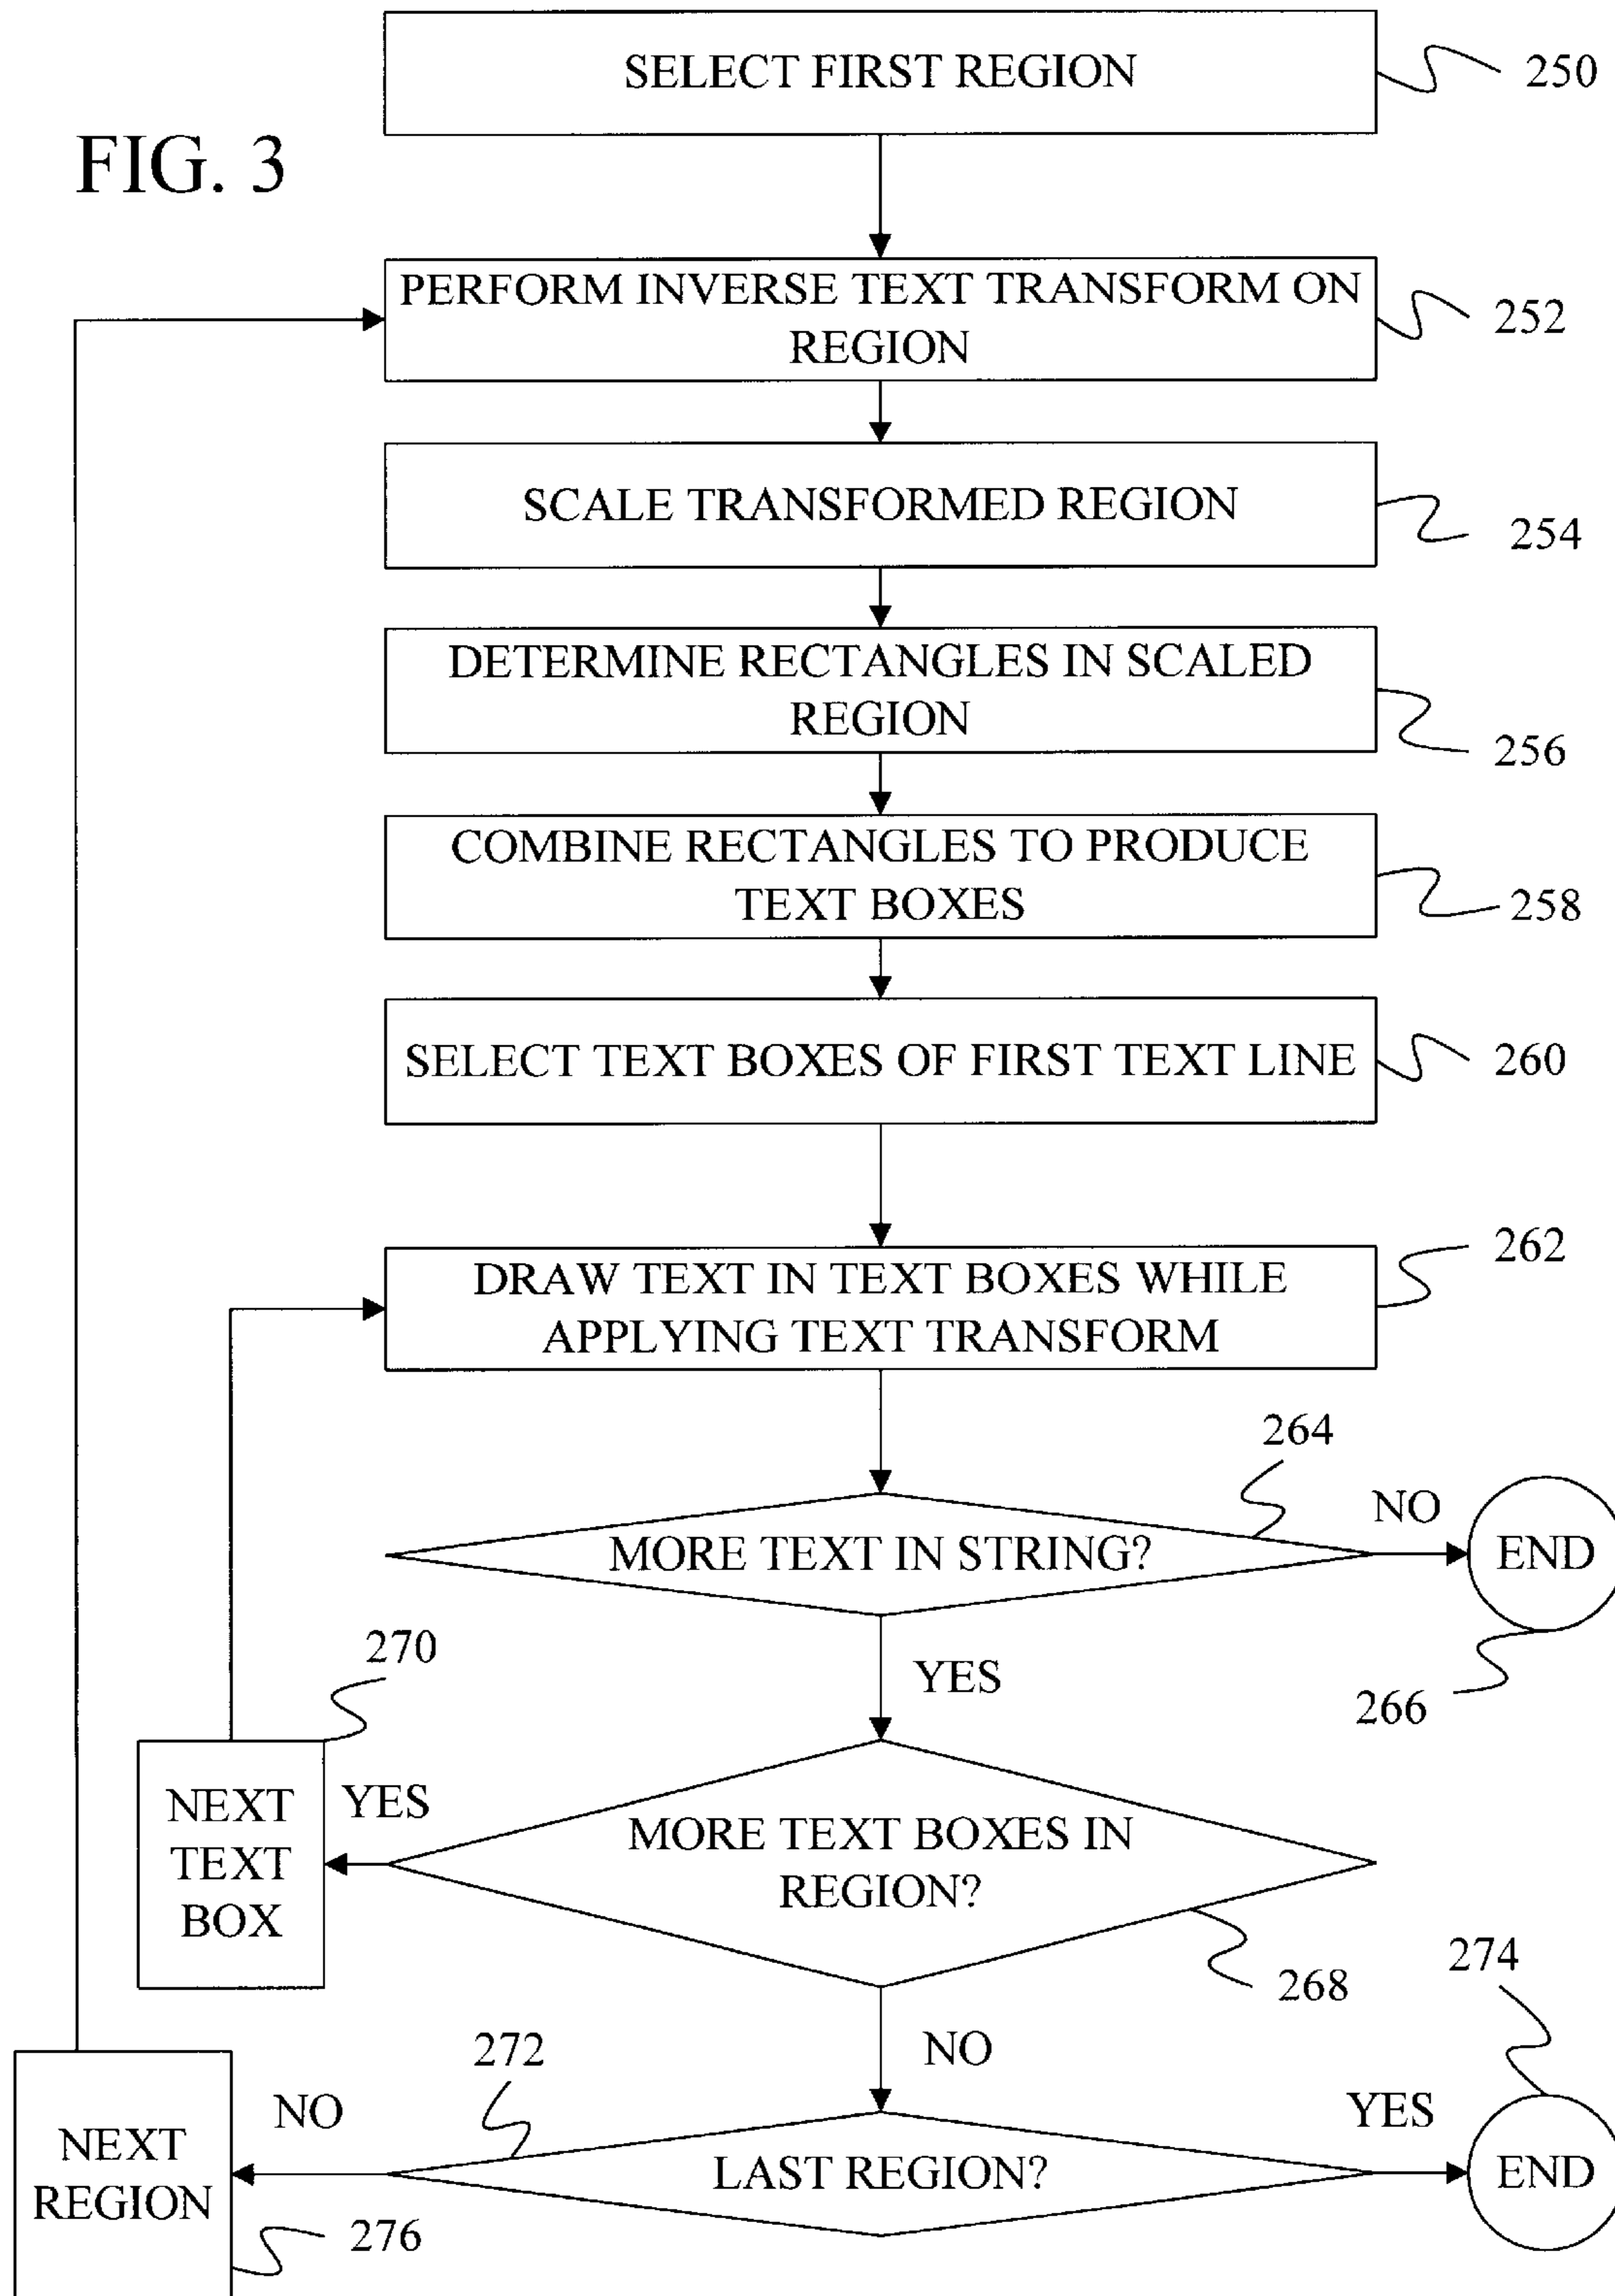 SELECT FIRST REGION
250
FIG. 3
PERFORM INVERSE TEXT TRANSFORM ON
REGION
252
SCALE TRANSFORMED REGION
254
DETERMINE RECTANGLES IN SCALED
REGION
256
COMBINE RECTANGLES TO PRODUCE
TEXT BOXES
258
SELECT TEXT BOXES OF FIRST TEXT LINE
260
DRAW TEXT IN TEXT BOXES WHILE
APPLYING TEXT TRANSFORM
262
264
MORE TEXT IN STRING?
NO
END
266
YES
270
NEXT
TEXT
BOX
YES
MORE TEXT BOXES IN
REGION?
268
274
NO
272
NO
NEXT
REGION
276
LAST REGION?
YES
END